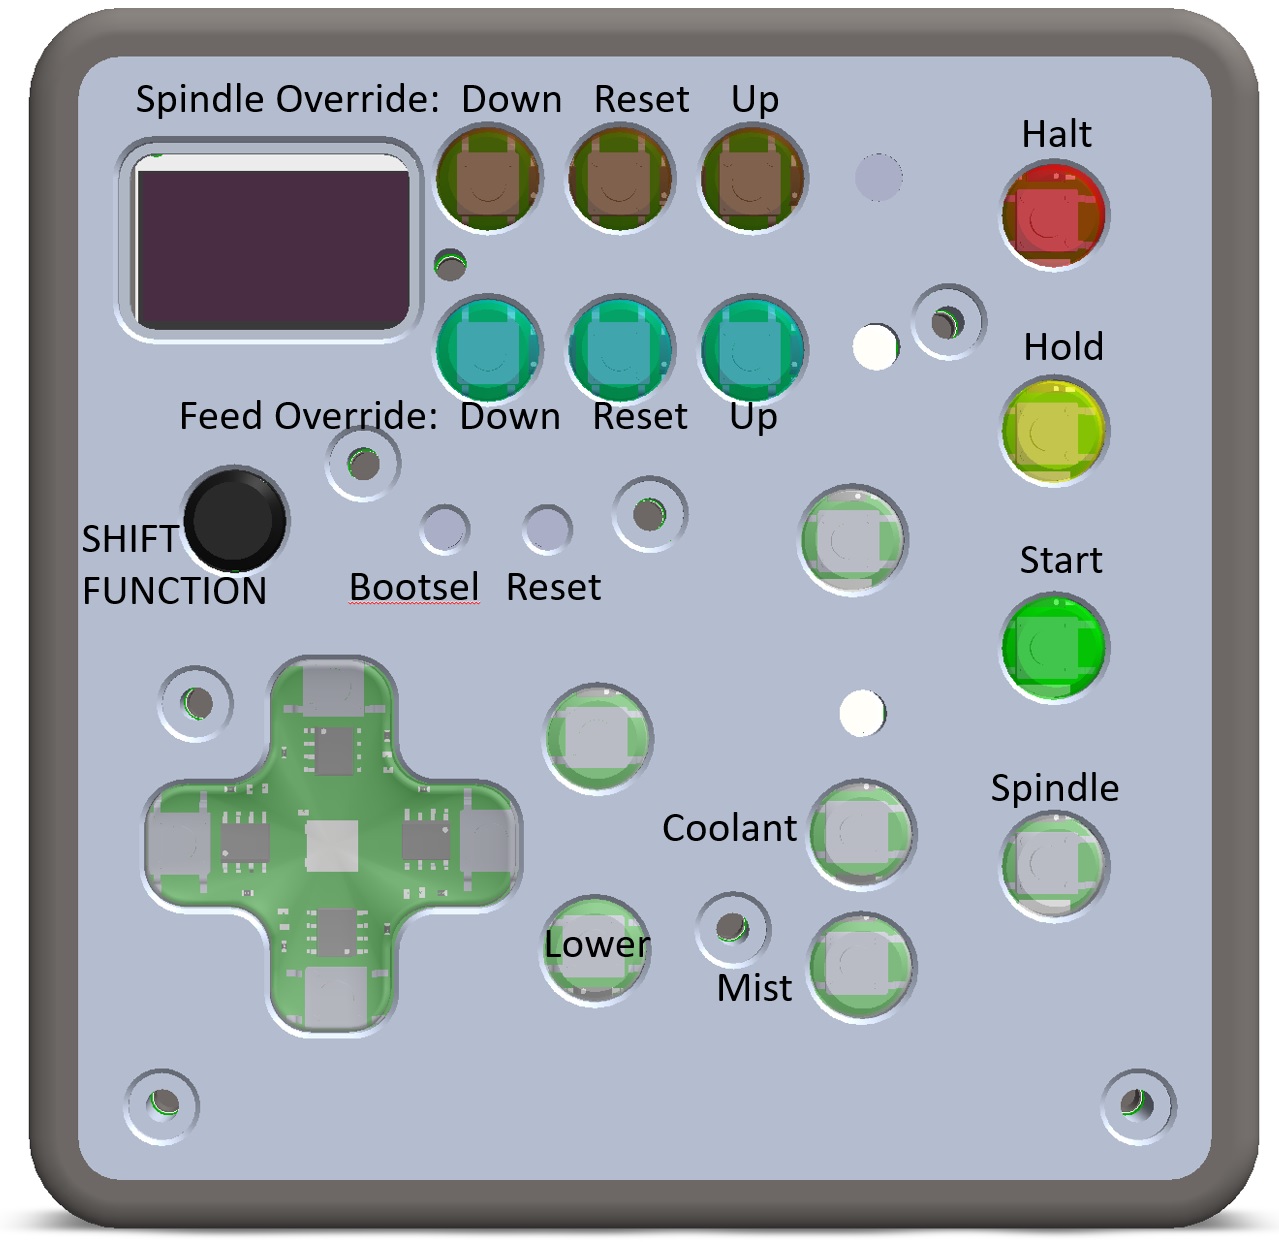 Spindle Override: Down Reset Up
Halt
Hold
Feed Override: Down Reset Up
SHIFT
FUNCTION
Bootsel Reset
Start
Spindle
Coolant
Lower
Mist